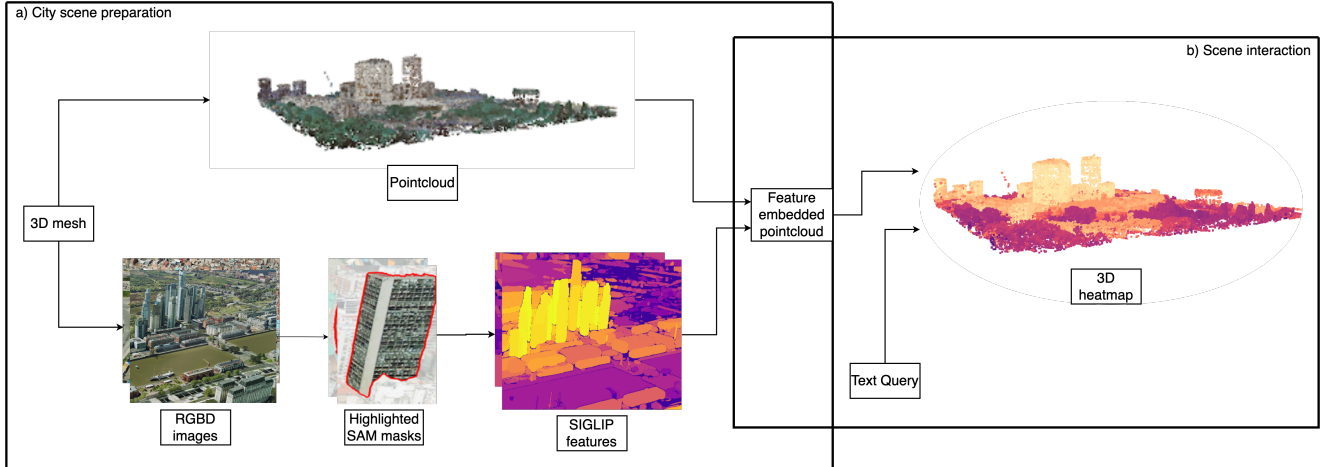 a) City scene preparation
b) Scene interaction
Pointcloud
3D mesh
Feature
embedded
pointcloud
3D
heatmap
Text Query
RGBD
images
Highlighted
SAM masks
SIGLIP
features